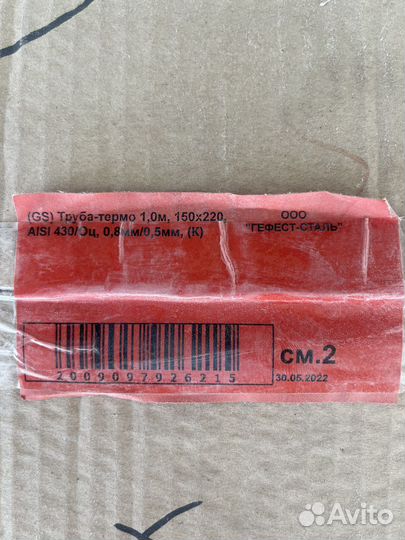 (GS) Труба-термо 1,0м, 150х220,
AISI 430/Оц, 0,8мм/0,5мм, (К)
ООО
"ГЕФЕСТ-СТАЛЬ"
2009097926215
см.2
30.05.2022
Avito